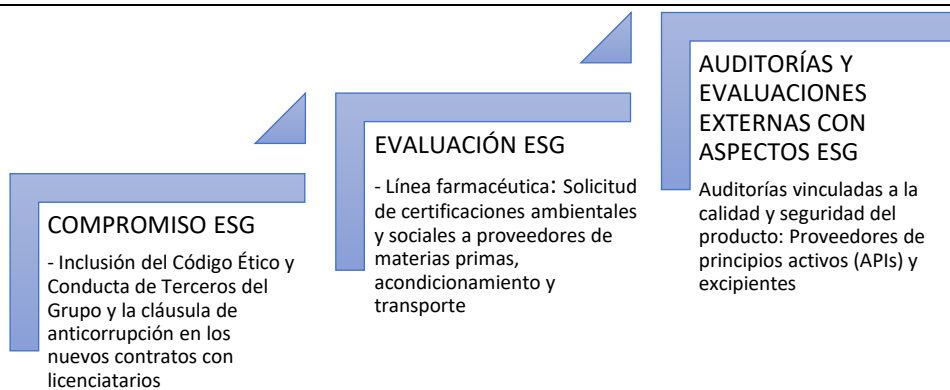 COMPROMISO ESG
- Inclusión del Código Ético y
Conducta de Terceros del
Grupo y la cláusula de
anticorrupción en los
nuevos contratos con
licenciatarios
EVALUACIÓN ESG
- Línea farmacéutica: Solicitud
de certificaciones ambientales
y sociales a proveedores de
materias primas,
acondicionamiento y
transporte
AUDITORÍAS Y
EVALUACIONES
EXTERNAS CON
ASPECTOS ESG
Auditorías vinculadas a la
calidad y seguridad del
producto: Proveedores de
principios activos (APIs) y
excipientes